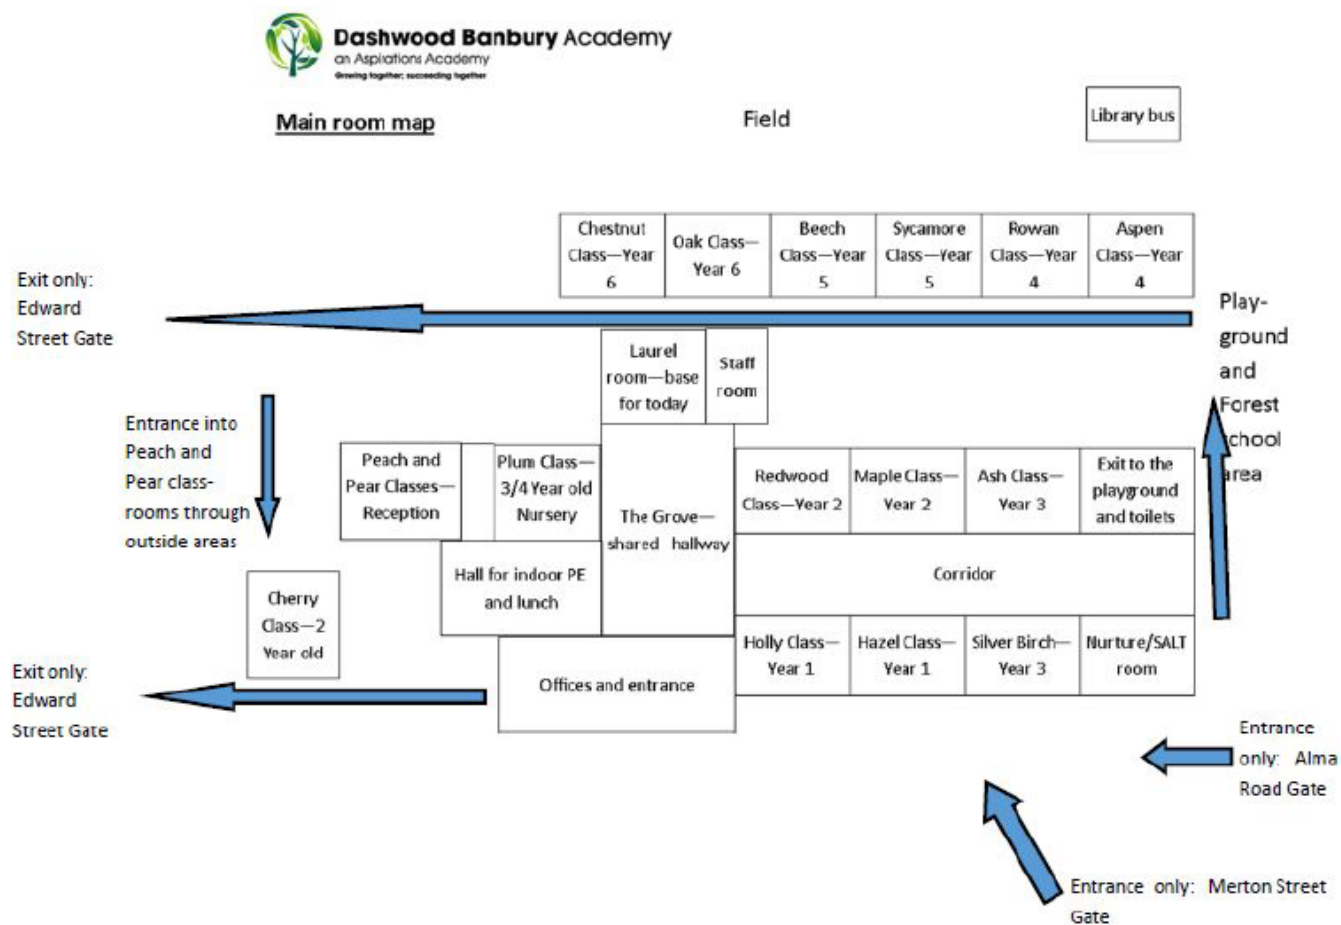 Dashwood Banbury Academy
an Aspirations Academy
Growing together; succeeding together
Main room map
Field
Library bus
Chestnut
Class—Year
6
Oak Class—
Year 6
Beech
Class—Year
5
Sycamore
Class—Year
5
Rowan
Class—Year
4
Aspen
Class—Year
4
Exit only:
Edward
Street Gate
Play-
ground
and
Forest
school
area
Laurel
room—base
for today
Staff
room
Entrance into
Peach and
Pear class-
rooms through
outside areas
Peach and
Pear Classes—
Reception
Plum Class—
3/4 Year old
Nursery
The Grove—
shared hallway
Redwood
Class—Year 2
Maple Class—
Year 2
Ash Class—
Year 3
Exit to the
playground
and toilets
Hall for indoor PE
and lunch
Corridor
Cherry
Class—2
Year old
Holly Class—
Year 1
Hazel Class—
Year 1
Silver Birch—
Year 3
Nurture/SALT
room
Exit only:
Edward
Street Gate
Offices and entrance
Entrance
only: Alma
Road Gate
Entrance only: Merton Street
Gate